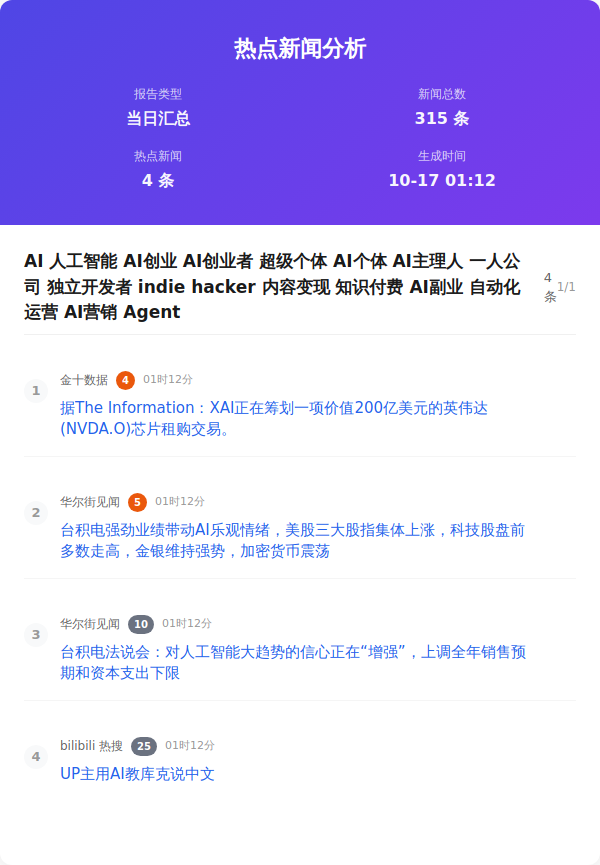 热点新闻分析
报告类型
当日汇总
新闻总数
315 条
热点新闻
4 条
生成时间
10-17 01:12
AI 人工智能 AI创业 AI创业者 超级个体 AI个体 AI主理人 一人公
司 独立开发者 indie hacker 内容变现 知识付费 AI副业 自动化
运营 AI营销 Agent
4
条
1/1
1
金十数据 4 01时12分
据The Information：XAI正在筹划一项价值200亿美元的英伟达
(NVDA.O)芯片租购交易。
2
华尔街见闻 5 01时12分
台积电强劲业绩带动AI乐观情绪，美股三大股指集体上涨，科技股盘前
多数走高，金银维持强势，加密货币震荡
3
华尔街见闻 10 01时12分
台积电法说会：对人工智能大趋势的信心正在“增强”，上调全年销售预
期和资本支出下限
4
bilibili 热搜 25 01时12分
UP主用AI教库克说中文